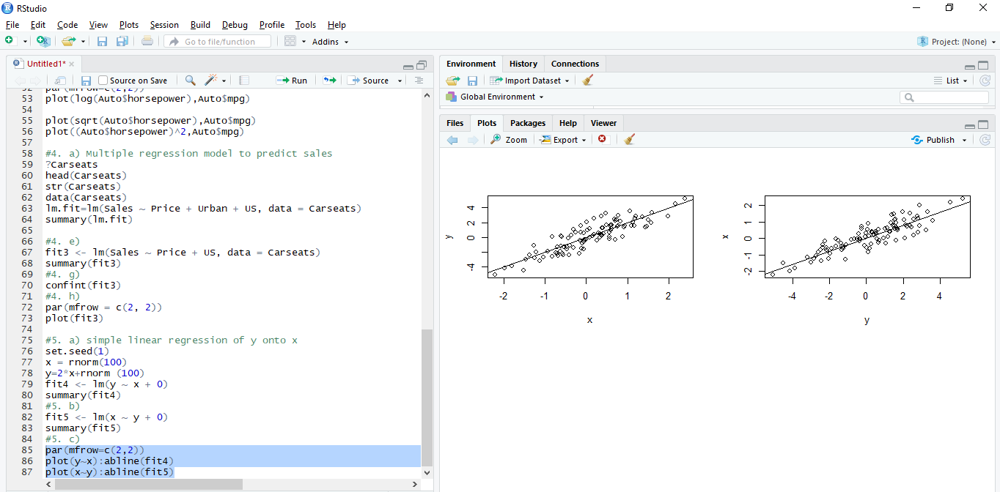 RStudio
File Edit Code View Plots Session Build Debug Profile Tools Help
Go to file/function Addins Project: (None)
Untitled1*
Source on Save Run Source
52 par(mfrow=c(2,2))
53 plot(log(Auto$horsepower),Auto$mpg)
54
55 plot(sqrt(Auto$horsepower),Auto$mpg)
56 plot((Auto$horsepower)^2,Auto$mpg)
57
58 #4. a) Multiple regression model to predict sales
59 ?Carseats
60 head(Carseats)
61 str(Carseats)
62 data(Carseats)
63 lm.fit=lm(Sales ~ Price + Urban + US, data = Carseats)
64 summary(lm.fit)
65
66 #4. e)
67 fit3 <- lm(Sales ~ Price + US, data = Carseats)
68 summary(fit3)
69 #4. g)
70 confint(fit3)
71 #4. h)
72 par(mfrow = c(2, 2))
73 plot(fit3)
74
75 #5. a) simple linear regression of y onto x
76 set.seed(1)
77 x = rnorm(100)
78 y=2*x+rnorm (100)
79 fit4 <- lm(y ~ x + 0)
80 summary(fit4)
81 #5. b)
82 fit5 <- lm(x ~ y + 0)
83 summary(fit5)
84 #5. c)
85 par(mfrow=c(2,2))
86 plot(y~x):abline(fit4)
87 plot(x~y):abline(fit5)
Environment History Connections
Import Dataset List
Global Environment
Files Plots Packages Help Viewer
Zoom Export Publish
y
4
2
0
-4
-2 -1 0 1 2
x
x
2
1
0
-1
-2
-4 -2 0 2 4
y